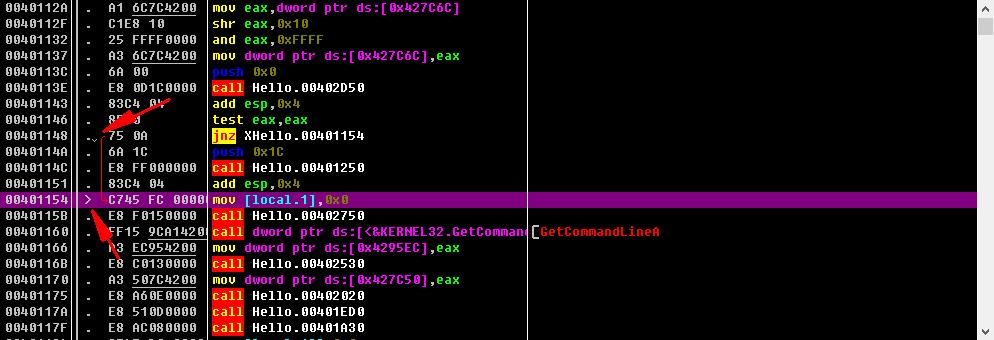 0040112A . A1 6C7C4200 mov eax,dword ptr ds:[0x427C6C]
0040112F . C1E8 10 shr eax,0x10
00401132 . 25 FFFF0000 and eax,0xFFFF
00401137 . A3 6C7C4200 mov dword ptr ds:[0x427C6C],eax
0040113C . 6A 00 push 0x0
0040113E . E8 0D1C0000 call Hello.00402D50
00401143 . 83C4 04 add esp,0x4
00401146 . test eax,eax
00401148 . 75 0A jnz XHello.00401154
0040114A . 6A 1C push 0x1C
0040114C . E8 FF000000 call Hello.00401250
00401151 . 83C4 04 add esp,0x4
00401154 > C745 FC 00000 mov [local.1],0x0
0040115B . E8 F0150000 call Hello.00402750
00401160 . FF15 9CA14200 call dword ptr ds:[<&KERNEL32.GetCommand [GetCommandLineA
00401166 . A3 EC954200 mov dword ptr ds:[0x4295EC],eax
0040116B . E8 C0130000 call Hello.00402530
00401170 . A3 507C4200 mov dword ptr ds:[0x427C50],eax
00401175 . E8 A60E0000 call Hello.00402020
0040117A . E8 510D0000 call Hello.00401ED0
0040117F . E8 AC080000 call Hello.00401A30